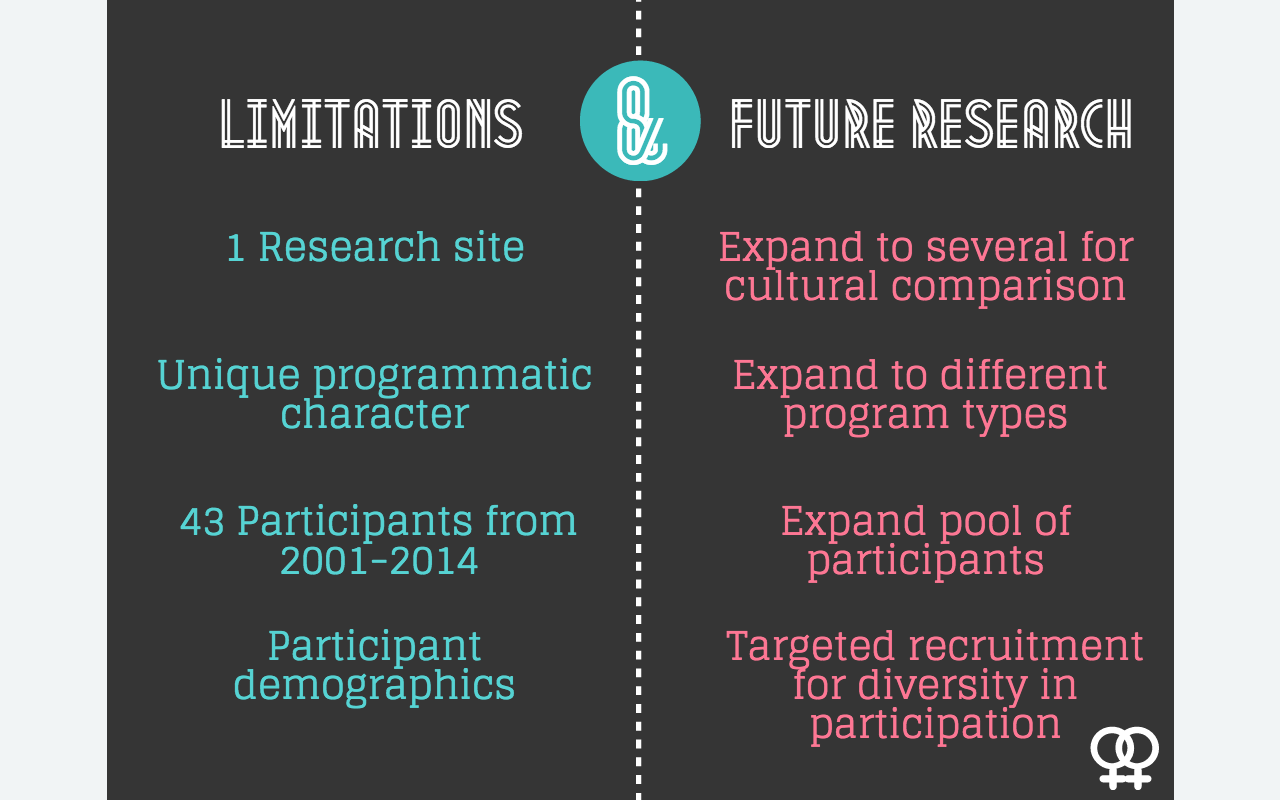 LIMITATIONS & FUTURE RESEARCH
1 Research site
Expand to several for
cultural comparison
Unique programmatic
character
Expand to different
program types
43 Participants from
2001-2014
Expand pool of
participants
Participant
demographics
Targeted recruitment
for diversity in
participation